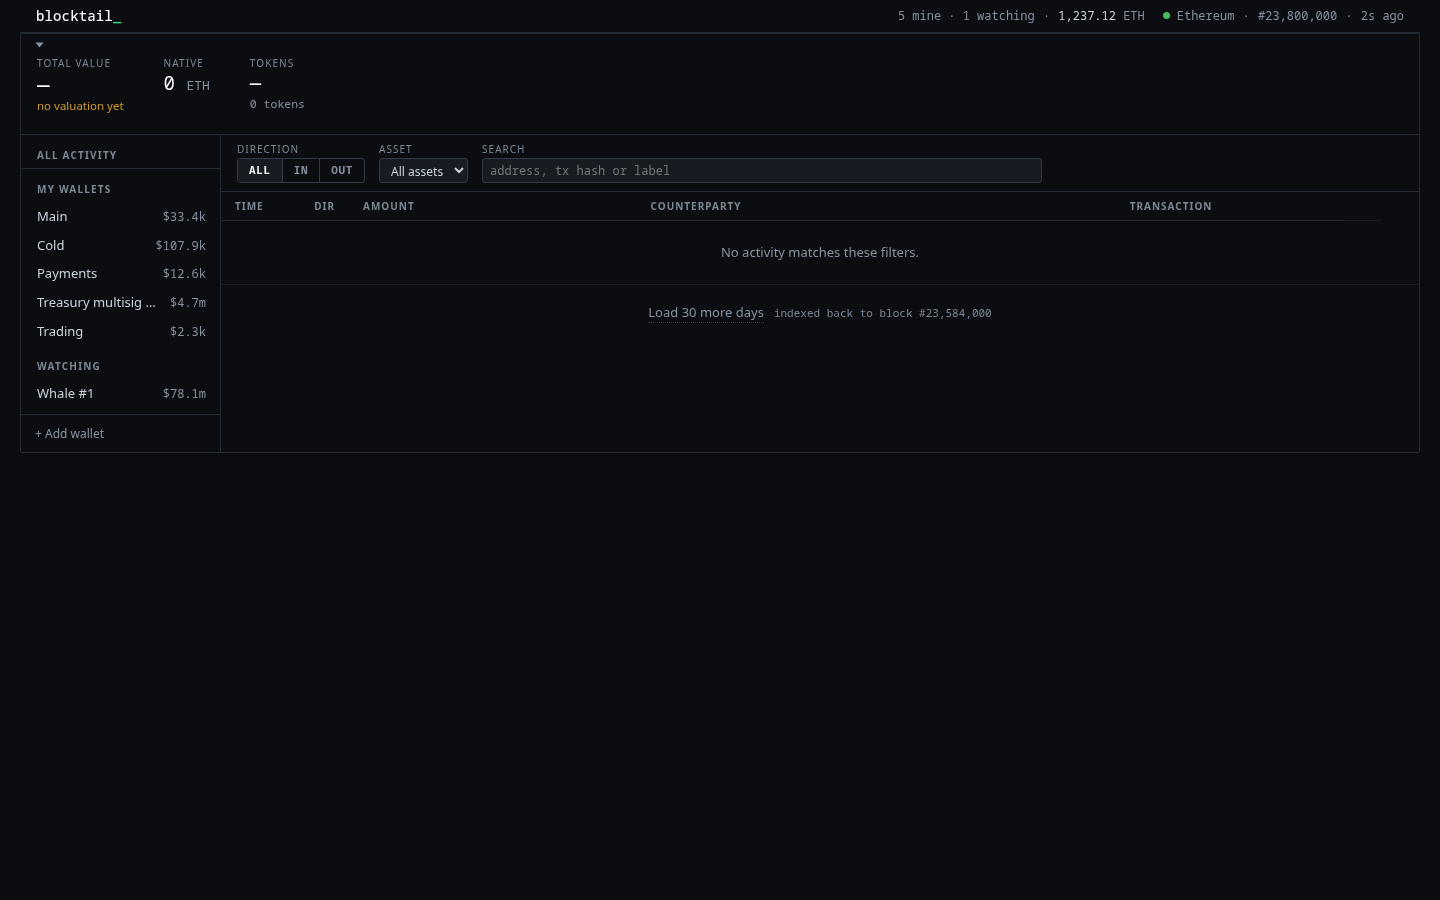 blocktail_
5 mine · 1 watching · 1,237.12 ETH
Ethereum · #23,800,000 · 2s ago
TOTAL VALUE
—
no valuation yet
NATIVE
0 ETH
TOKENS
—
0 tokens
ALL ACTIVITY
MY WALLETS
Main $33.4k
Cold $107.9k
Payments $12.6k
Treasury multisig ... $4.7m
Trading $2.3k
WATCHING
Whale #1 $78.1m
+ Add wallet
DIRECTION
ALL IN OUT
ASSET
All assets
SEARCH
address, tx hash or label
TIME DIR AMOUNT COUNTERPARTY TRANSACTION
No activity matches these filters.
Load 30 more days indexed back to block #23,584,000